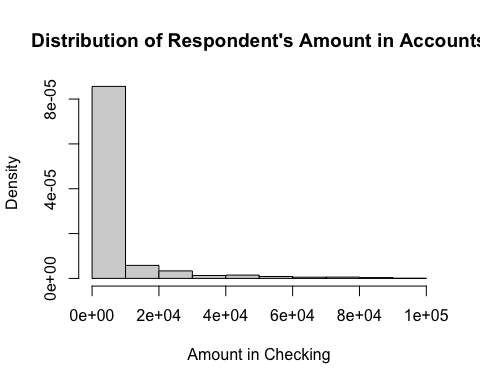 Distribution of Respondent's Amount in Accounts
8e-05
4e-05
0e+00
Density
0e+00 2e+04 4e+04 6e+04 8e+04 1e+05
Amount in Checking